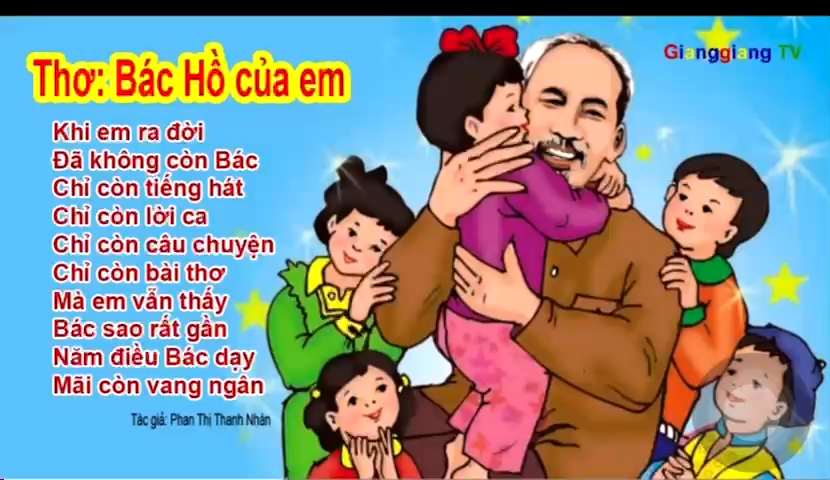 Thơ: Bác Hồ của em
Gianggiang TV
Khi em ra đời
Đã không còn Bác
Chỉ còn tiếng hát
Chỉ còn lời ca
Chỉ còn câu chuyện
Chỉ còn bài thơ
Mà em vẫn thấy
Bác sao rất gần
Năm điều Bác dạy
Mãi còn vang ngân
Tác giả: Phan Thị Thanh Nhàn